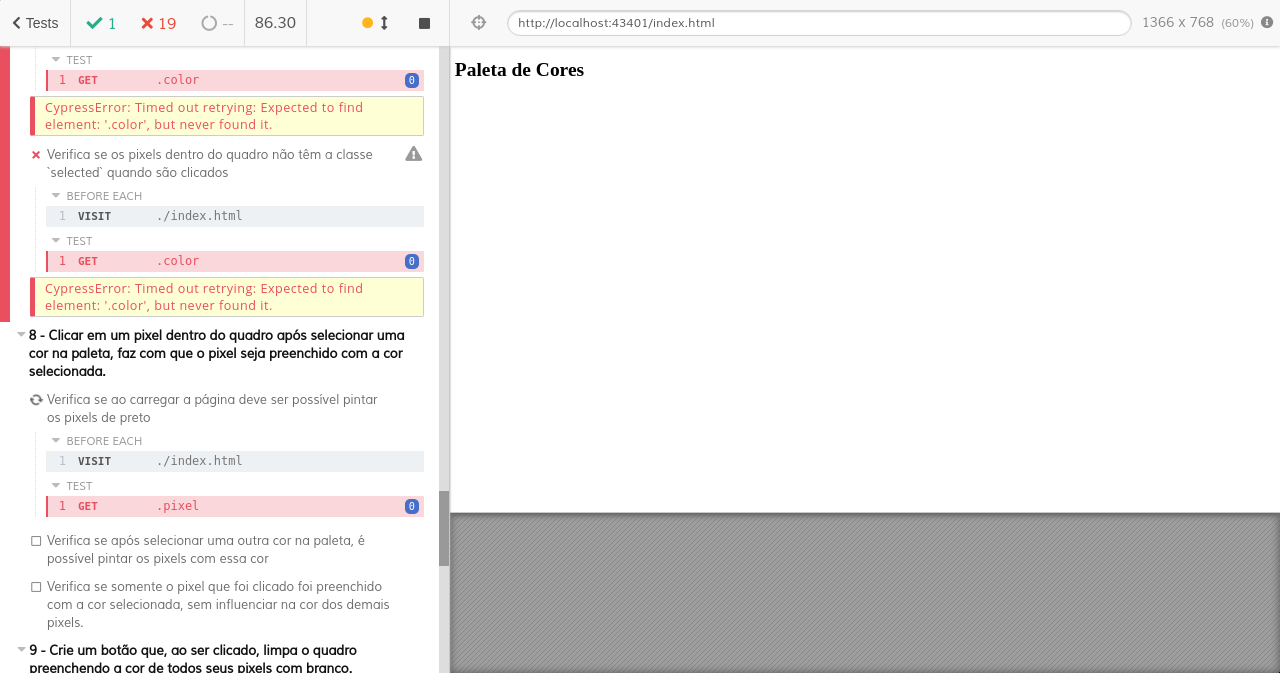 Tests 1 19 -- 86.30 http://localhost:43401/index.html 1366 x 768 (60%)
TEST
1 GET .color 0
CypressError: Timed out retrying: Expected to find
element: '.color', but never found it.
Verifica se os pixels dentro do quadro não têm a classe
`selected` quando são clicados
BEFORE EACH
1 VISIT ./index.html
TEST
1 GET .color 0
CypressError: Timed out retrying: Expected to find
element: '.color', but never found it.
8 - Clicar em um pixel dentro do quadro após selecionar uma
cor na paleta, faz com que o pixel seja preenchido com a cor
selecionada.
Verifica se ao carregar a página deve ser possível pintar
os pixels de preto
BEFORE EACH
1 VISIT ./index.html
TEST
1 GET .pixel 0
Verifica se após selecionar uma outra cor na paleta, é
possível pintar os pixels com essa cor
Verifica se somente o pixel que foi clicado foi preenchido
com a cor selecionada, sem influenciar na cor dos demais
pixels.
9 - Crie um botão que, ao ser clicado, limpa o quadro
preenchendo a cor de todos seus pixels com branco.
Paleta de Cores